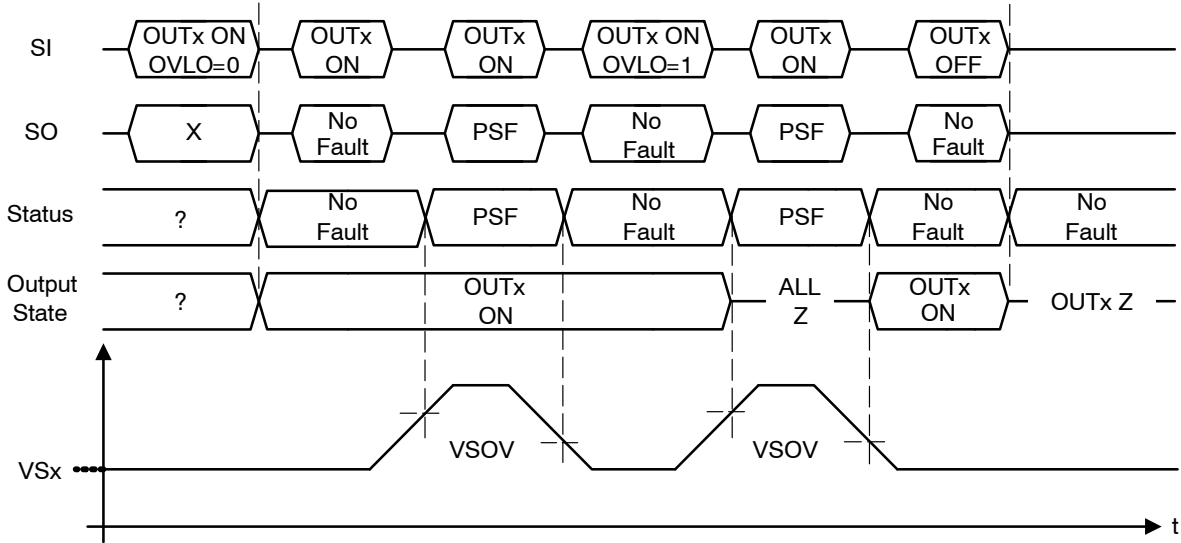 SI
OUTx ON
OVLO=0
OUTx
ON
OUTx
ON
OUTx ON
OVLO=1
OUTx
ON
OUTx
OFF
SO
X
No
Fault
PSF
No
Fault
PSF
No
Fault
Status
?
No
Fault
PSF
No
Fault
PSF
No
Fault
No
Fault
Output
State
?
OUTx
ON
ALL
Z
OUTx
ON
OUTx Z
VSOV
VSOV
VSx
t